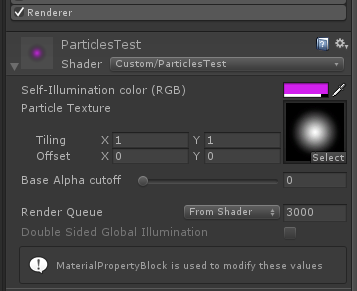 Renderer
ParticlesTest
Shader Custom/ParticlesTest
Self-Illumination color (RGB)
Particle Texture
Tiling X 1 Y 1
Offset X 0 Y 0
Select
Base Alpha cutoff 0
Render Queue From Shader 3000
Double Sided Global Illumination
MaterialPropertyBlock is used to modify these values